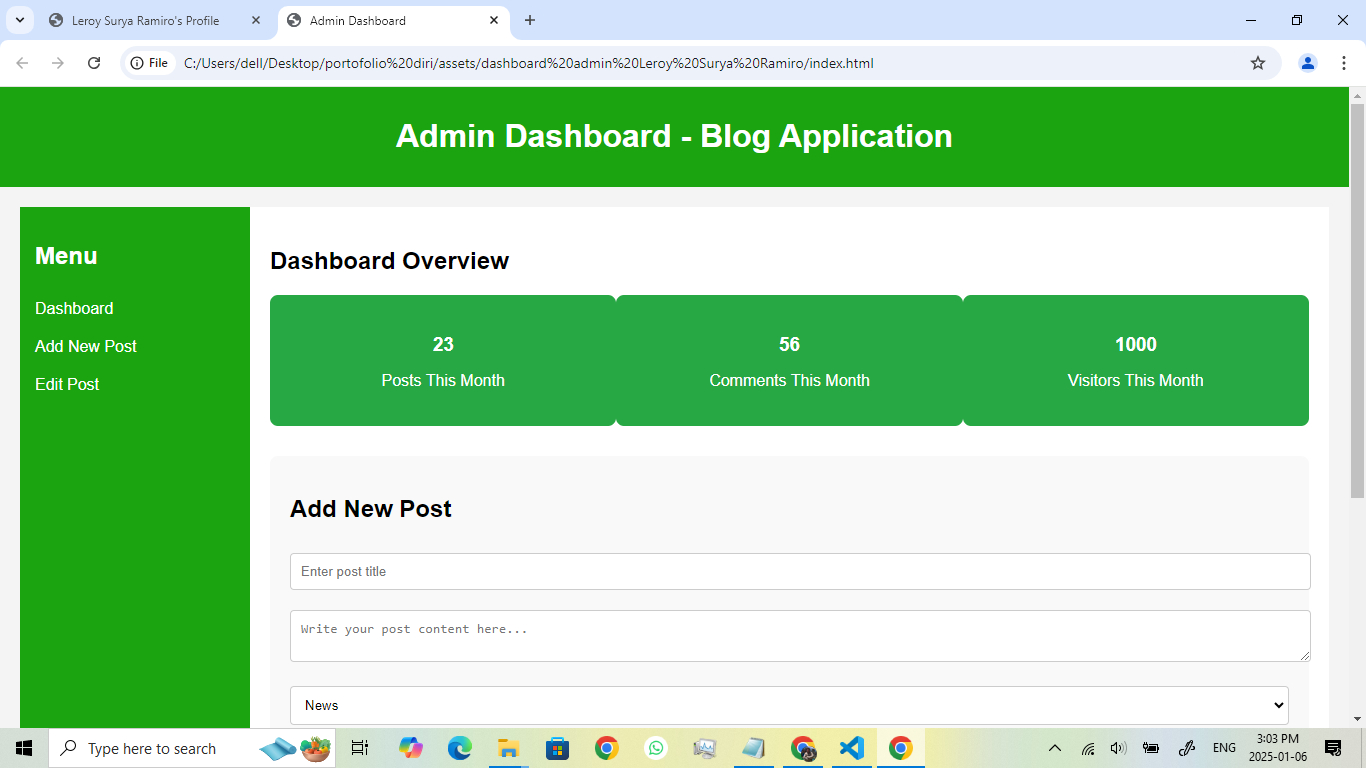 Leroy Surya Ramiro's Profile
Admin Dashboard
File
C:/Users/dell/Desktop/portofolio%20diri/assets/dashboard%20admin%20Leroy%20Surya%20Ramiro/index.html
Admin Dashboard - Blog Application
Menu
Dashboard
Add New Post
Edit Post
Dashboard Overview
23
Posts This Month
56
Comments This Month
1000
Visitors This Month
Add New Post
Enter post title
Write your post content here...
News
Type here to search
ENG
3:03 PM
2025-01-06